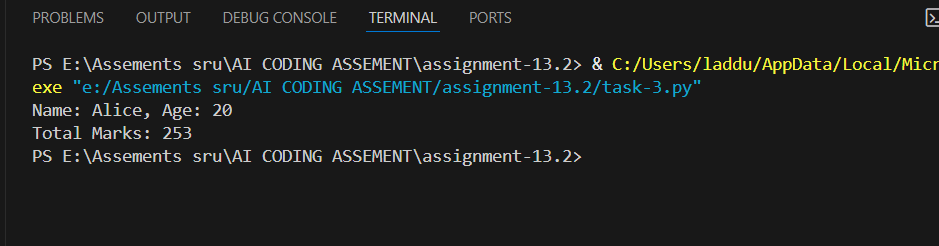 PROBLEMS OUTPUT DEBUG CONSOLE TERMINAL PORTS
PS E:\Assements sru\AI CODING ASSEMENT\assignment-13.2> & C:/Users/laddu/AppData/Local/Micr
exe "e:/Assements sru/AI CODING ASSEMENT/assignment-13.2/task-3.py"
Name: Alice, Age: 20
Total Marks: 253
PS E:\Assements sru\AI CODING ASSEMENT\assignment-13.2>